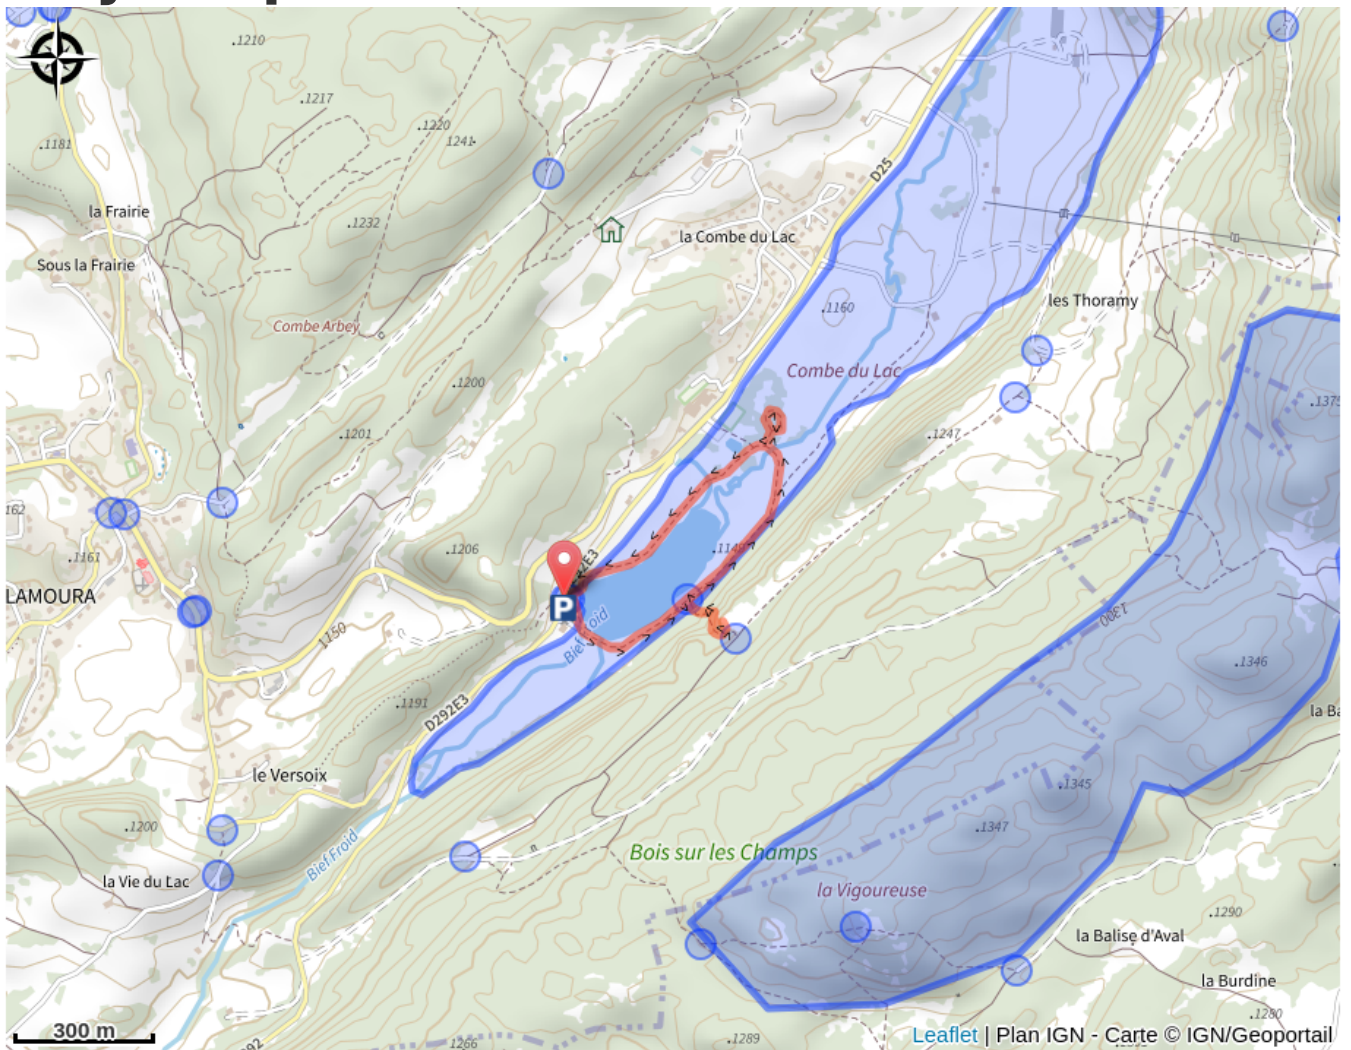 .1210
.1217
.1220
1241.
.1181
D25
la Frairie
.1232
la Combe du Lac
Sous la Frairie
les Thoramy
.1160
Combe Arbey
Combe du Lac
.1200
.1375
.1201
.1247
162
.1206
.1161
LAMOURA
P
Bief Froid
1150
1300
.1346
.1191
D292E3
la Ba
le Versoix
.1345
.1200
.1347
Bois sur les Champs
Bief Froid
la Vie du Lac
la Vigoureuse
.1290
la Balise d'Aval
la Burdine
.1280
300 m
.1289
1266
Leaflet | Plan IGN - Carte © IGN/Geoportail